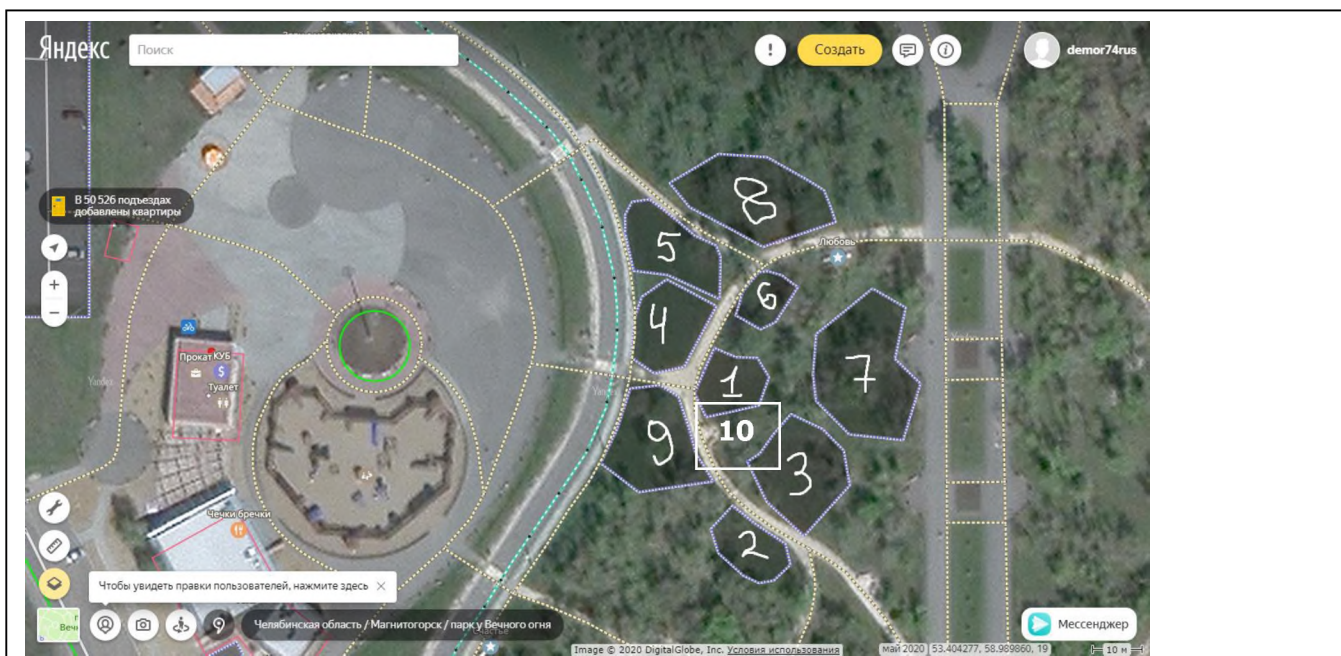 Яндекс
Поиск
Создать
demor74rus
В 50 526 подъездах
добавлены квартиры
8
Любовь
5
6
4
7
1
10
9
3
2
Прокат КУБ
Туалет
Yandex
Чечки бречки
Чтобы увидеть правки пользователей, нажмите здесь
Челябинская область / Магнитогорск / парк у Вечного огня
Счастье
Мессенджер
Image © 2020 DigitalGlobe, Inc. Условия использования
май 2020 53.404277, 58.989860, 19
10 м